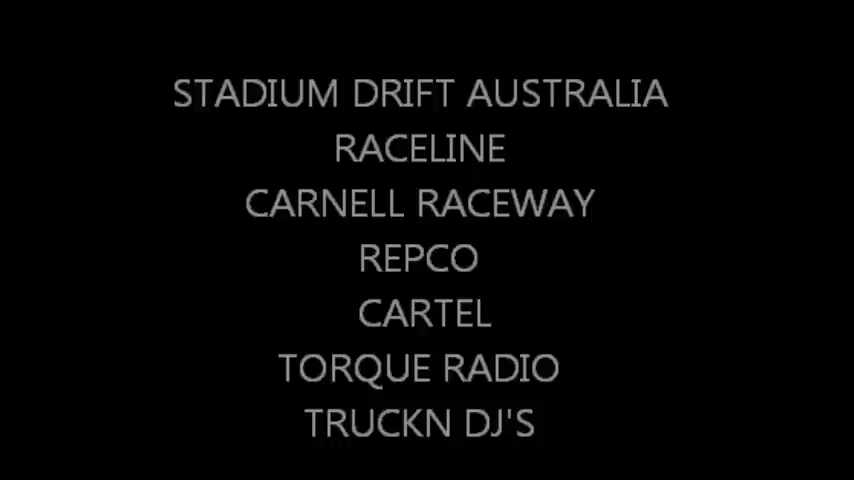 STADIUM DRIFT AUSTRALIA
RACELINE
CARNELL RACEWAY
REPCO
CARTEL
TORQUE RADIO
TRUCKN DJ'S